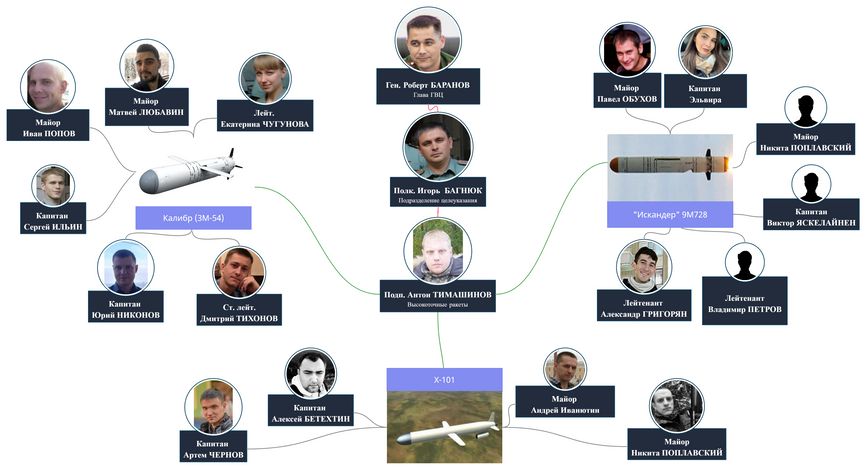 Ген. Роберт БАРАНОВ
Глава ГВЦ
Полк. Игорь БАГНЮК
Подразделение целеуказания
Подп. Антон ТИМАШИНОВ
Высокоточные ракеты
Майор
Иван ПОПОВ
Майор
Матвей ЛЮБАВИН
Лейт.
Екатерина ЧУГУНОВА
Капитан
Сергей ИЛЬИН
Калибр (3М-54)
Капитан
Юрий НИКОНОВ
Ст. лейт.
Дмитрий ТИХОНОВ
Майор
Павел ОБУХОВ
Капитан
Эльвира
Майор
Никита ПОПЛАВСКИЙ
Капитан
Виктор ЯСКЕЛАЙНЕН
"Искандер" 9М728
Лейтенант
Александр ГРИГОРЯН
Лейтенант
Владимир ПЕТРОВ
Х-101
Капитан
Алексей БЕТЕХТИН
Капитан
Артем ЧЕРНОВ
Майор
Андрей Иванютин
Майор
Никита ПОПЛАВСКИЙ